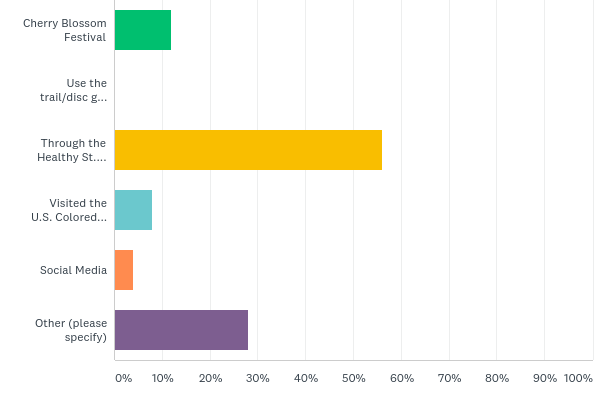 Cherry Blossom
Festival
Use the
trail/disc g...
Through the
Healthy St....
Visited the
U.S. Colored...
Social Media
Other (please
specify)
0% 10% 20% 30% 40% 50% 60% 70% 80% 90% 100%